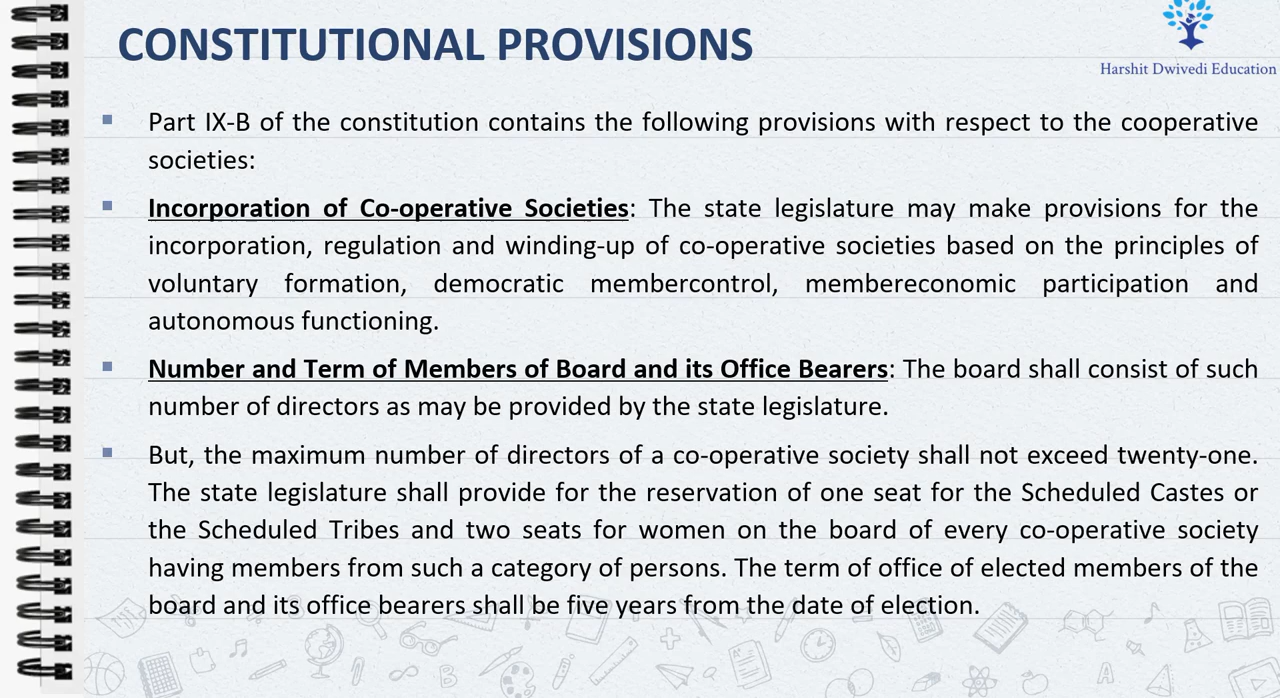 CONSTITUTIONAL PROVISIONS
Harshit Dwivedi Education
▪ Part IX-B of the constitution contains the following provisions with respect to the cooperative
societies:
▪ Incorporation of Co-operative Societies: The state legislature may make provisions for the
incorporation, regulation and winding-up of co-operative societies based on the principles of
voluntary formation, democratic membercontrol, membereconomic participation and
autonomous functioning.
▪ Number and Term of Members of Board and its Office Bearers: The board shall consist of such
number of directors as may be provided by the state legislature.
▪ But, the maximum number of directors of a co-operative society shall not exceed twenty-one.
The state legislature shall provide for the reservation of one seat for the Scheduled Castes or
the Scheduled Tribes and two seats for women on the board of every co-operative society
having members from such a category of persons. The term of office of elected members of the
board and its office bearers shall be five years from the date of election.